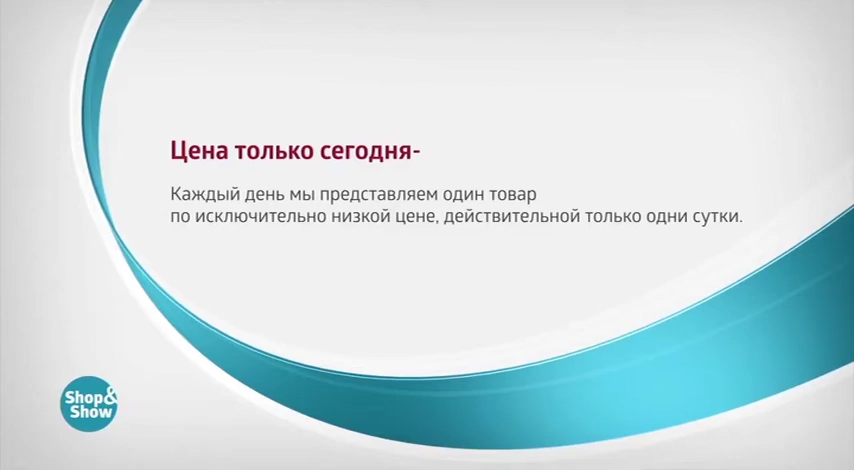 Цена только сегодня-
Каждый день мы представляем один товар
по исключительно низкой цене, действительной только одни сутки.
Shop&
Show